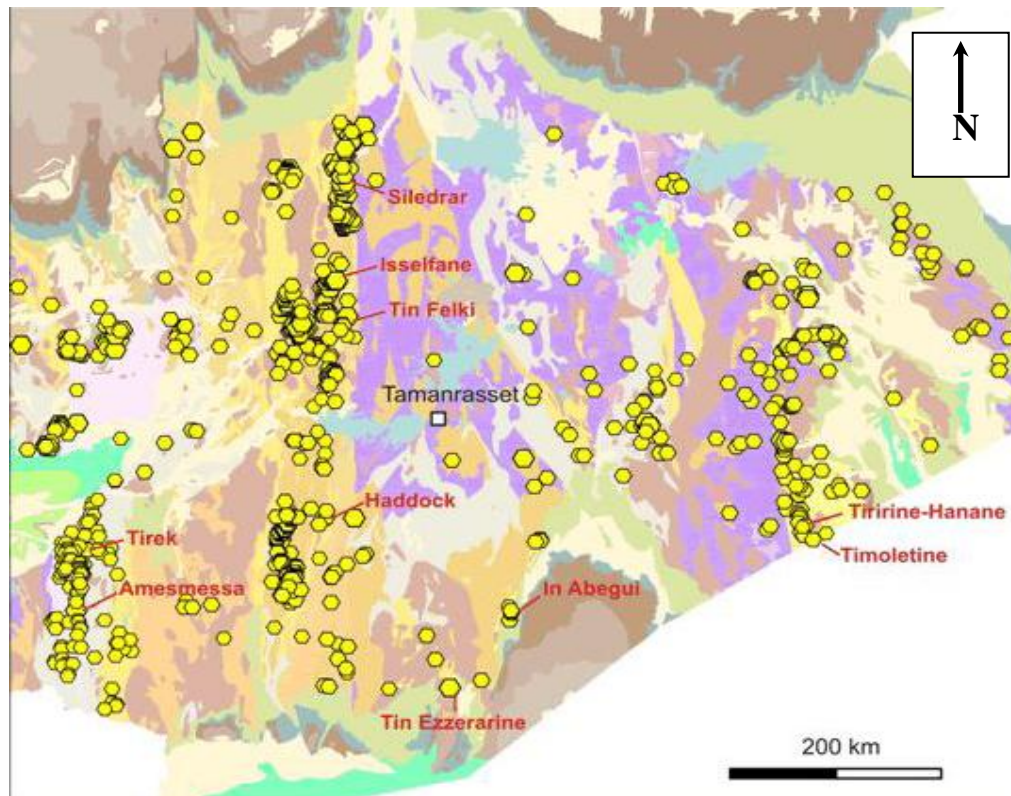 N
Siledrar
Isselfane
Tin Felki
Tamanrasset
Haddock
Tirek
Tiririne-Hanane
Timoletine
Amesmessa
In Abegui
Tin Ezzerarine
200 km